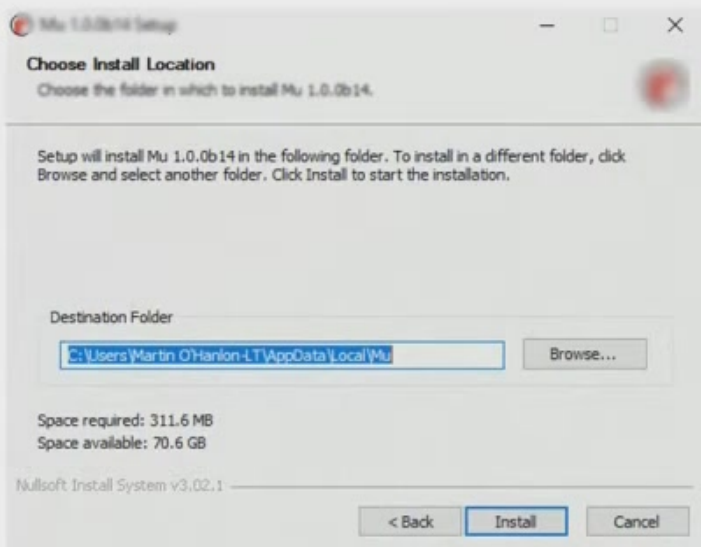 Mu 1.0.0b14 Setup
Choose Install Location
Choose the folder in which to install Mu 1.0.0b14.
Setup will install Mu 1.0.0b14 in the following folder. To install in a different folder, click
Browse and select another folder. Click Install to start the installation.
Destination Folder
C:\Users\Martin O'Hanlon-LT\AppData\Local\Mu
Browse...
Space required: 311.6 MB
Space available: 70.6 GB
Nullsoft Install System v3.02.1
< Back
Install
Cancel